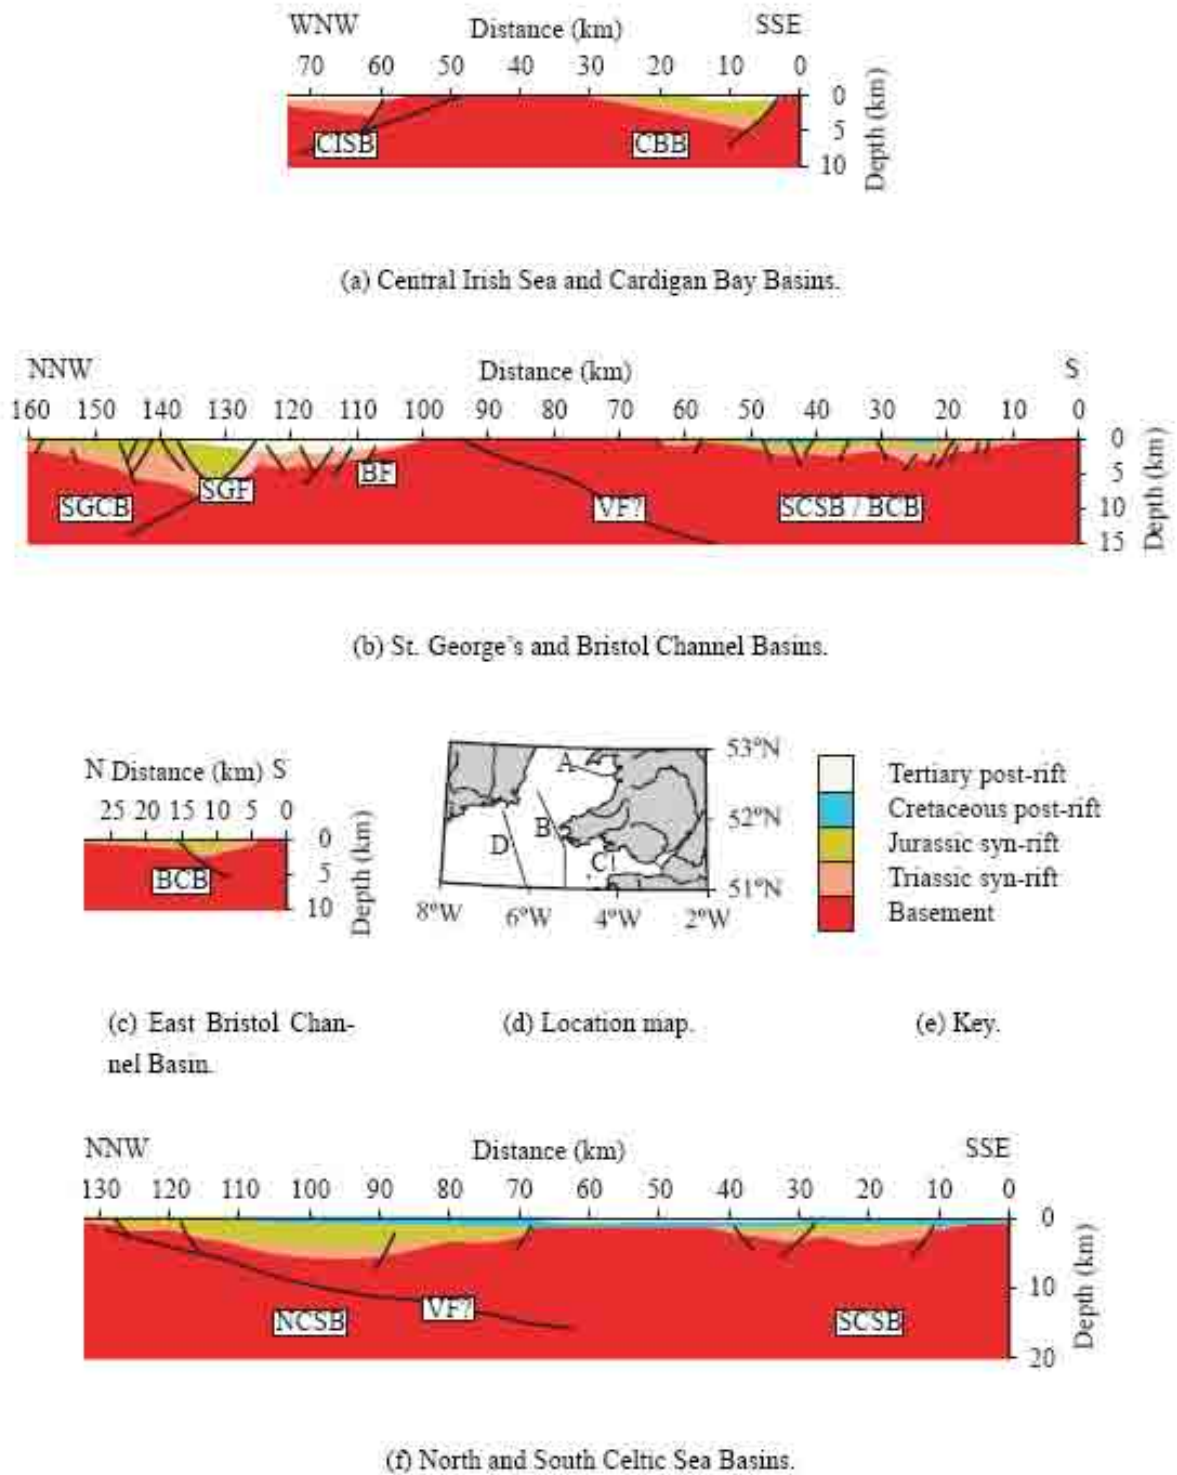 WNW Distance (km) SSE
70 60 50 40 30 20 10 0
0
5
10
Depth (km)
CISB CBB
(a) Central Irish Sea and Cardigan Bay Basins.
NNW Distance (km) S
160 150 140 130 120 110 100 90 80 70 60 50 40 30 20 10 0
0
5
10
15
Depth (km)
BF
SGF
SGCB VF? SCSB / BCB
(b) St. George's and Bristol Channel Basins.
N Distance (km) S
25 20 15 10 5 0
0
5
10
Depth (km)
BCB
A
B
C
D
53°N
52°N
51°N
8°W 6°W 4°W 2°W
Tertiary post-rift
Cretaceous post-rift
Jurassic syn-rift
Triassic syn-rift
Basement
(c) East Bristol Chan-
nel Basin.
(d) Location map.
(e) Key.
NNW Distance (km) SSE
130 120 110 100 90 80 70 60 50 40 30 20 10 0
0
10
20
Depth (km)
VF?
NCSB SCSB
(f) North and South Celtic Sea Basins.